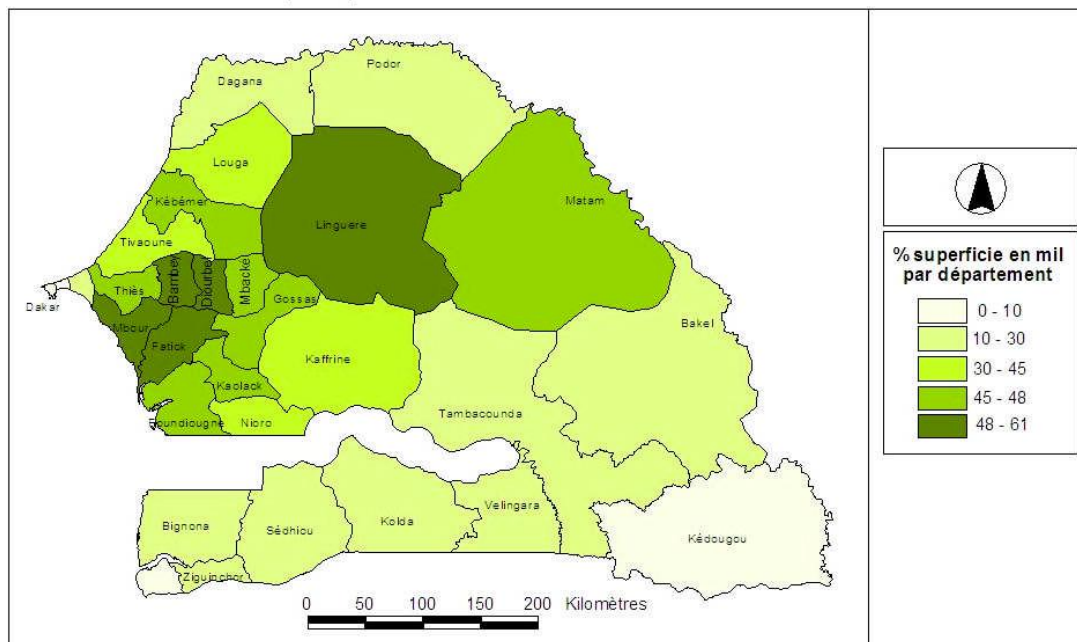 Podor
Dagana
Louga
Kébémer
Matam
Linguere
Tivaoune
Bambey
Diourbel
Mbacké
Thiès
Gossas
Dakar
Mbour
Fatick
Bakel
Kaffrine
Kaolack
Tambacounda
Foundiougne
Nioro
Velingara
Bignona
Sédhiou
Kolda
Kédougou
Ziguinchor
0 50 100 150 200 Kilomètres
% superficie en mil
par département
0 - 10
10 - 30
30 - 45
45 - 48
48 - 61